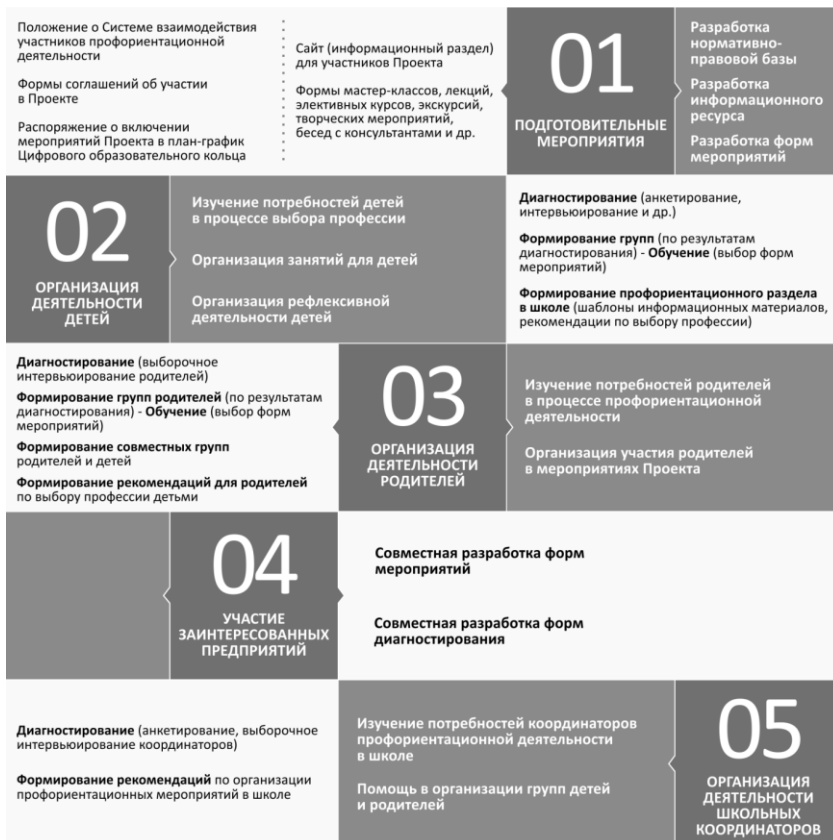 Положение о Системе взаимодействия
участников профориентационной
деятельности
Формы соглашений об участии
в Проекте
Распоряжение о включении
мероприятий Проекта в план-график
Цифрового образовательного кольца
Сайт (информационный раздел)
для участников Проекта
Формы мастер-классов, лекций,
элективных курсов, экскурсий,
творческих мероприятий,
бесед с консультантами и др.
01
ПОДГОТОВИТЕЛЬНЫЕ
МЕРОПРИЯТИЯ
Разработка
нормативно-
правовой базы
Разработка
информационного
ресурса
Разработка форм
мероприятий
02
ОРГАНИЗАЦИЯ
ДЕЯТЕЛЬНОСТИ
ДЕТЕЙ
Изучение потребностей детей
в процессе выбора профессии
Организация занятий для детей
Организация рефлексивной
деятельности детей
Диагностирование (анкетирование,
интервьюирование и др.)
Формирование групп (по результатам
диагностирования) - Обучение (выбор форм
мероприятий)
Формирование профориентационного раздела
в школе (шаблоны информационных материалов,
рекомендации по выбору профессии)
Диагностирование (выборочное
интервьюирование родителей)
Формирование групп родителей (по результатам
диагностирования) - Обучение (выбор форм
мероприятий)
Формирование совместных групп
родителей и детей
Формирование рекомендаций для родителей
по выбору профессии детьми
03
ОРГАНИЗАЦИЯ
ДЕЯТЕЛЬНОСТИ
РОДИТЕЛЕЙ
Изучение потребностей родителей
в процессе профориентационной
деятельности
Организация участия родителей
в мероприятиях Проекта
04
УЧАСТИЕ
ЗАИНТЕРЕСОВАННЫХ
ПРЕДПРИЯТИЙ
Совместная разработка форм
мероприятий
Совместная разработка форм
диагностирования
Диагностирование (анкетирование, выборочное
интервьюирование координаторов)
Формирование рекомендаций по организации
профориентационных мероприятий в школе
Изучение потребностей координаторов
профориентационной деятельности
в школе
Помощь в организации групп детей
и родителей
05
ОРГАНИЗАЦИЯ
ДЕЯТЕЛЬНОСТИ
ШКОЛЬНЫХ
КООРДИНАТОРОВ